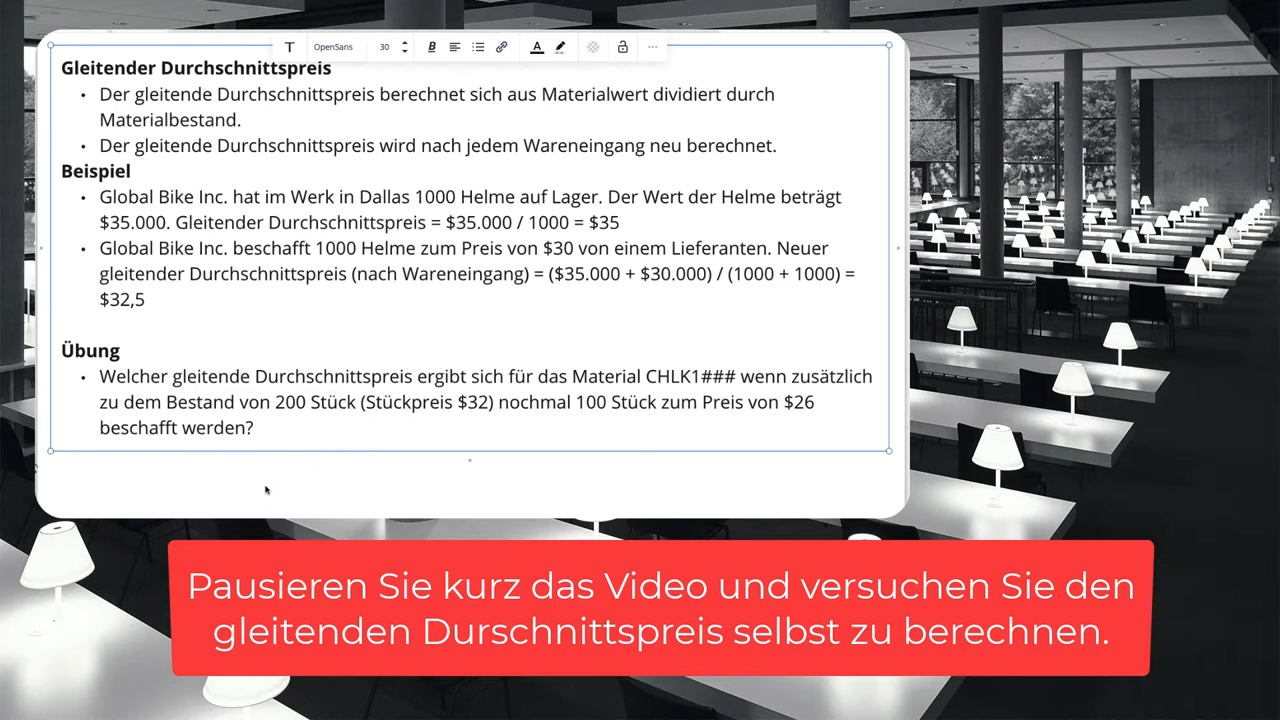 OpenSans 30 B A
Gleitender Durchschnittspreis
• Der gleitende Durchschnittspreis berechnet sich aus Materialwert dividiert durch
Materialbestand.
• Der gleitende Durchschnittspreis wird nach jedem Wareneingang neu berechnet.
Beispiel
• Global Bike Inc. hat im Werk in Dallas 1000 Helme auf Lager. Der Wert der Helme beträgt
$35.000. Gleitender Durchschnittspreis = $35.000 / 1000 = $35
• Global Bike Inc. beschafft 1000 Helme zum Preis von $30 von einem Lieferanten. Neuer
gleitender Durchschnittspreis (nach Wareneingang) = ($35.000 + $30.000) / (1000 + 1000) =
$32,5
Übung
• Welcher gleitende Durchschnittspreis ergibt sich für das Material CHLK1### wenn zusätzlich
zu dem Bestand von 200 Stück (Stückpreis $32) nochmal 100 Stück zum Preis von $26
beschafft werden?
Pausieren Sie kurz das Video und versuchen Sie den
gleitenden Durschnittspreis selbst zu berechnen.